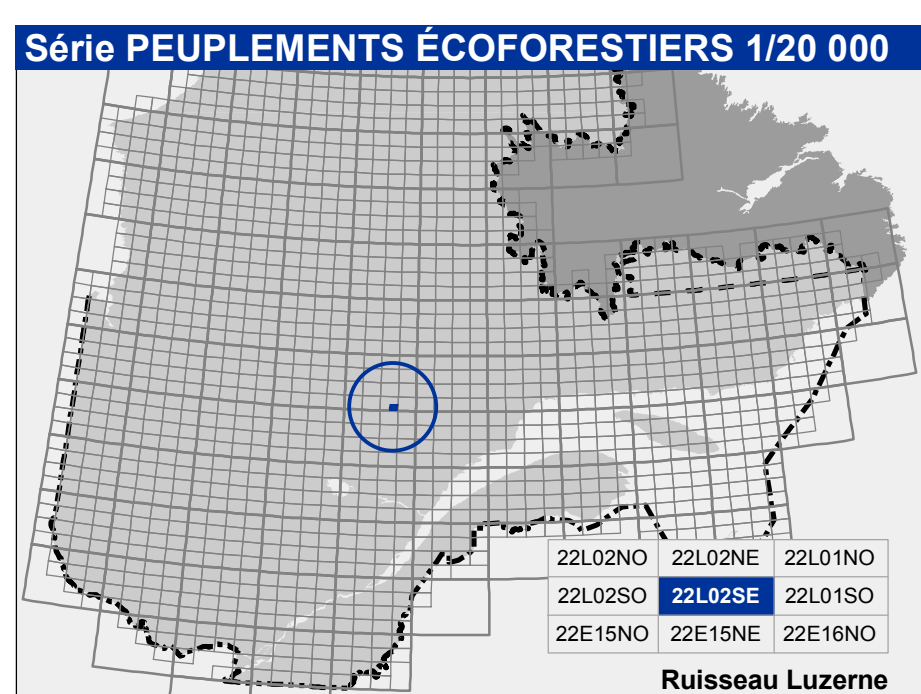 Série PEUPLEMENTS ÉCOFORESTIERS 1/20 000
22L02NO 22L02NE 22L01NO
22L02SO 22L02SE 22L01SO
22E15NO 22E15NE 22E16NO
Ruisseau Luzerne